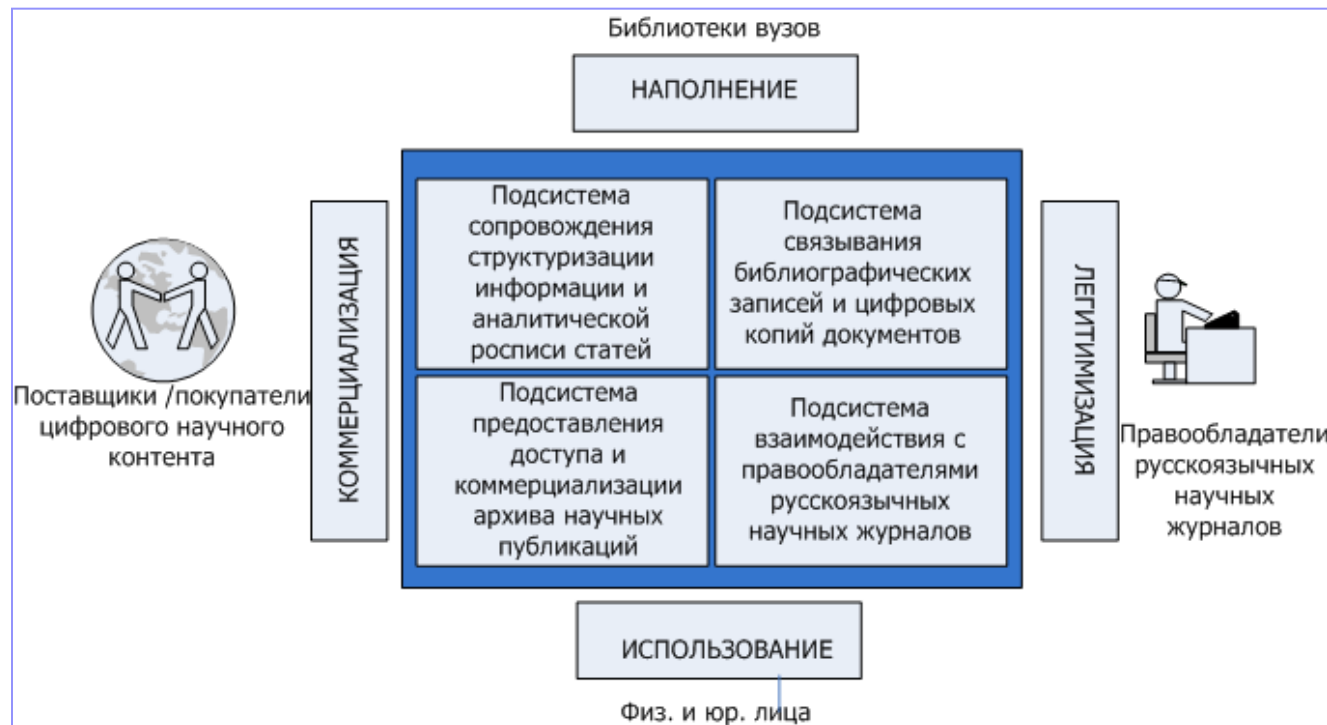 Библиотеки вузов
НАПОЛНЕНИЕ
Подсистема
сопровождения
структуризации
информации и
аналитической
росписи статей
Подсистема
связывания
библиографических
записей и цифровых
копий документов
КОММЕРЦИАЛИЗАЦИЯ
ЛЕГИТИМИЗАЦИЯ
Поставщики /покупатели
цифрового научного
контента
Подсистема
предоставления
доступа и
коммерциализации
архива научных
публикаций
Подсистема
взаимодействия с
правообладателями
русскоязычных
научных журналов
Правообладатели
русскоязычных
научных
журналов
ИСПОЛЬЗОВАНИЕ
Физ. и юр. лица